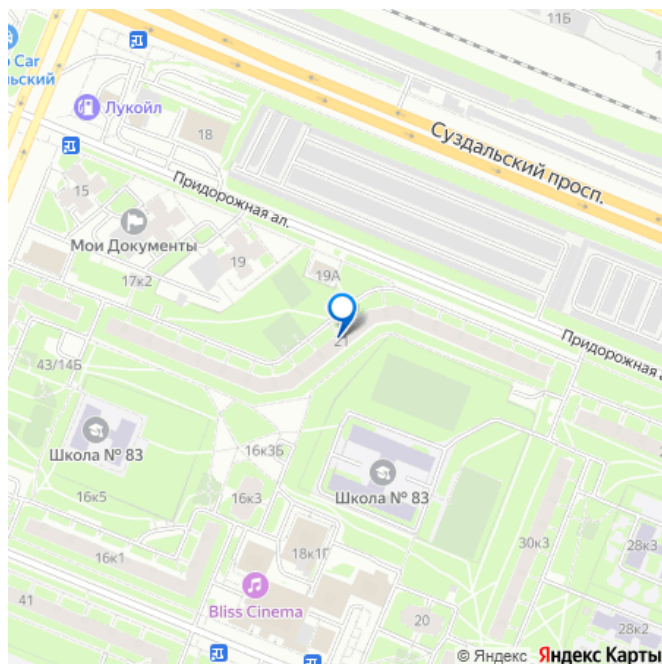 11Б
Car
льский
Лукойл
18
Суздальский просп.
15
Придорожная ал.
Мои Документы
19
19А
17к2
21
Придорожная а
43/14Б
Школа № 83
16к3Б
16к5
16к3
Школа № 83
18к1Г
30к3
28к3
16к1
Bliss Cinema
41
20
28к2
© Яндекс Яндекс Карты